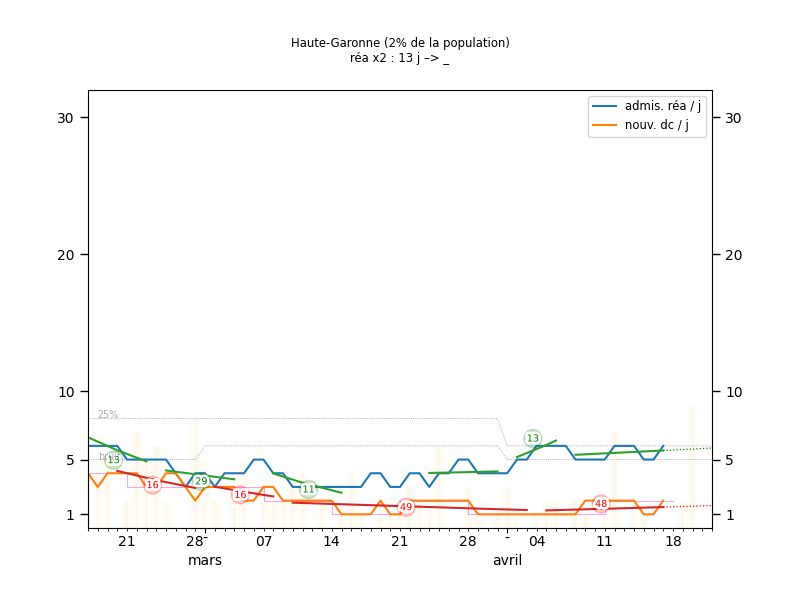 Haute-Garonne (2% de la population)
réa x2 : 13 j –> _
admis. réa / j
nouv. dc / j
30 30
20 20
10 10
25%
13
13
5 5
29
16
11
16
49
48
1 1
21 28 07 14 21 28 04 11 18
mars avril